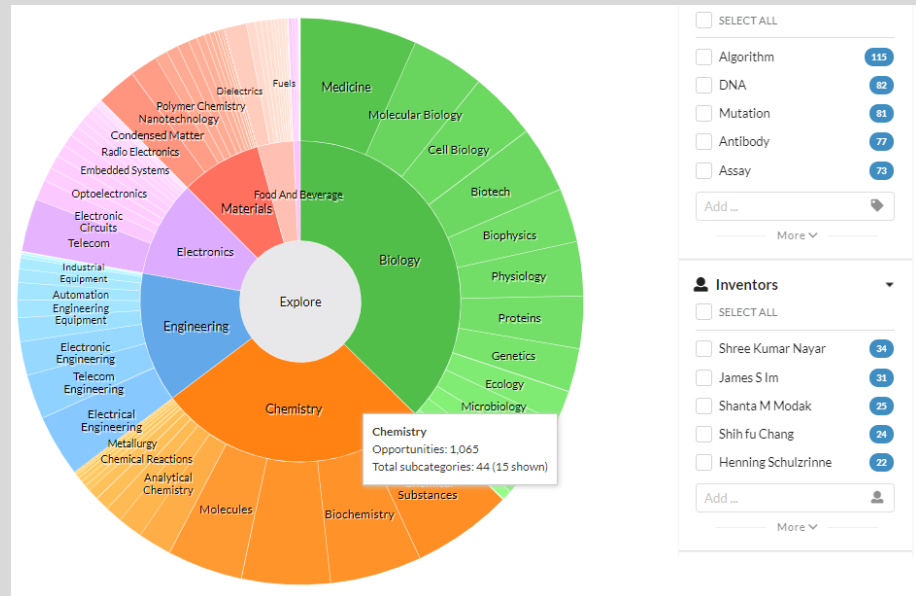 Medicine
Molecular Biology
Cell Biology
Biotech
Biophysics
Physiology
Proteins
Genetics
Ecology
Microbiology
Substances
Biochemistry
Molecules
Analytical
Chemistry
Chemical Reactions
Metallurgy
Electrical
Engineering
Telecom
Engineering
Electronic
Engineering
Automation
Engineering
Equipment
Industrial
Equipment
Telecom
Electronic
Circuits
Optoelectronics
Embedded Systems
Radio Electronics
Condensed Matter
Nanotechnology
Polymer Chemistry
Dielectrics
Fuels
Food And Beverage
Materials
Electronics
Engineering
Chemistry
Biology
Explore
Chemistry
Opportunities: 1,065
Total subcategories: 44 (15 shown)
SELECT ALL
Algorithm 115
DNA 82
Mutation 81
Antibody 77
Assay 73
Add ...
More
Inventors
SELECT ALL
Shree Kumar Nayar 34
James S Im 31
Shanta M Modak 25
Shih fu Chang 24
Henning Schulzrinne 22
Add ...
More